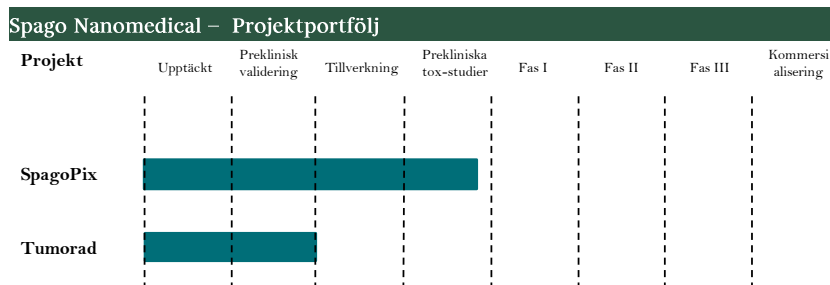 Spago Nanomedical – Projektportfölj
Projekt
Upptäckt
Preklinisk
validering
Tillverkning
Prekliniska
tox-studier
Fas I
Fas II
Fas III
Kommersi
alisering
SpagoPix
Tumorad